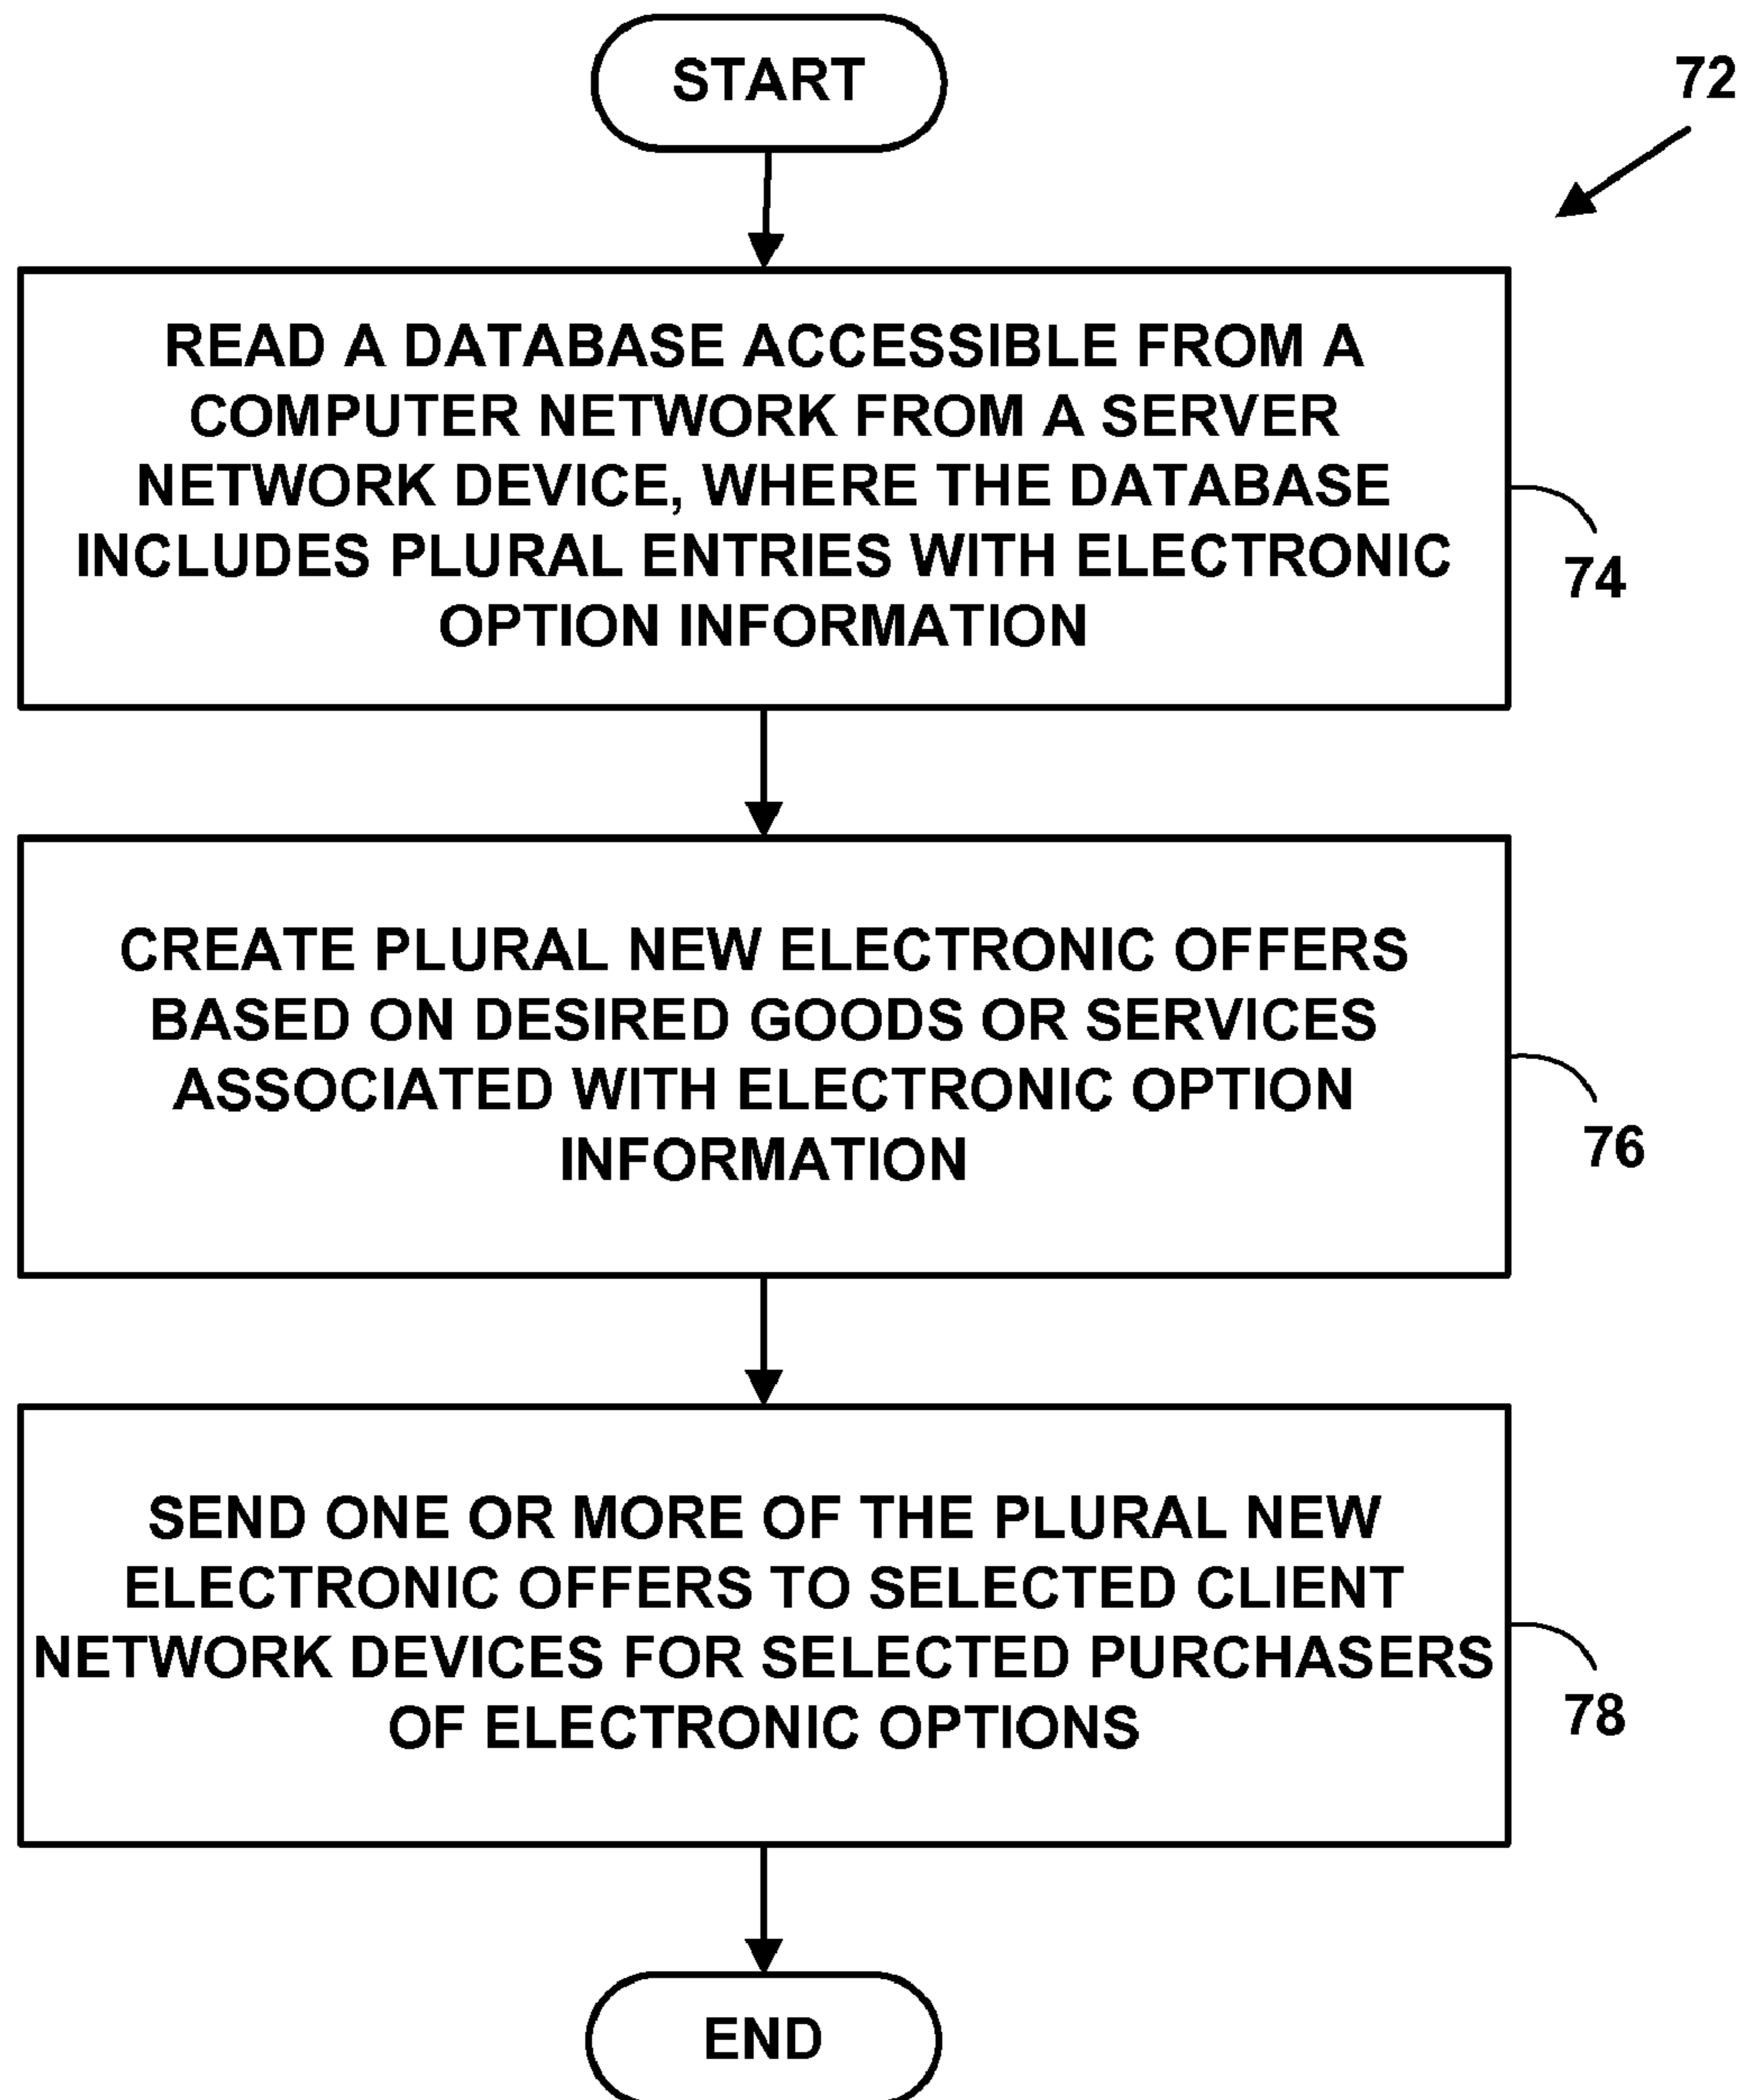 START
72
READ A DATABASE ACCESSIBLE FROM A
COMPUTER NETWORK FROM A SERVER
NETWORK DEVICE, WHERE THE DATABASE
INCLUDES PLURAL ENTRIES WITH ELECTRONIC
OPTION INFORMATION
74
CREATE PLURAL NEW ELECTRONIC OFFERS
BASED ON DESIRED GOODS OR SERVICES
ASSOCIATED WITH ELECTRONIC OPTION
INFORMATION
76
SEND ONE OR MORE OF THE PLURAL NEW
ELECTRONIC OFFERS TO SELECTED CLIENT
NETWORK DEVICES FOR SELECTED PURCHASERS
OF ELECTRONIC OPTIONS
78
END